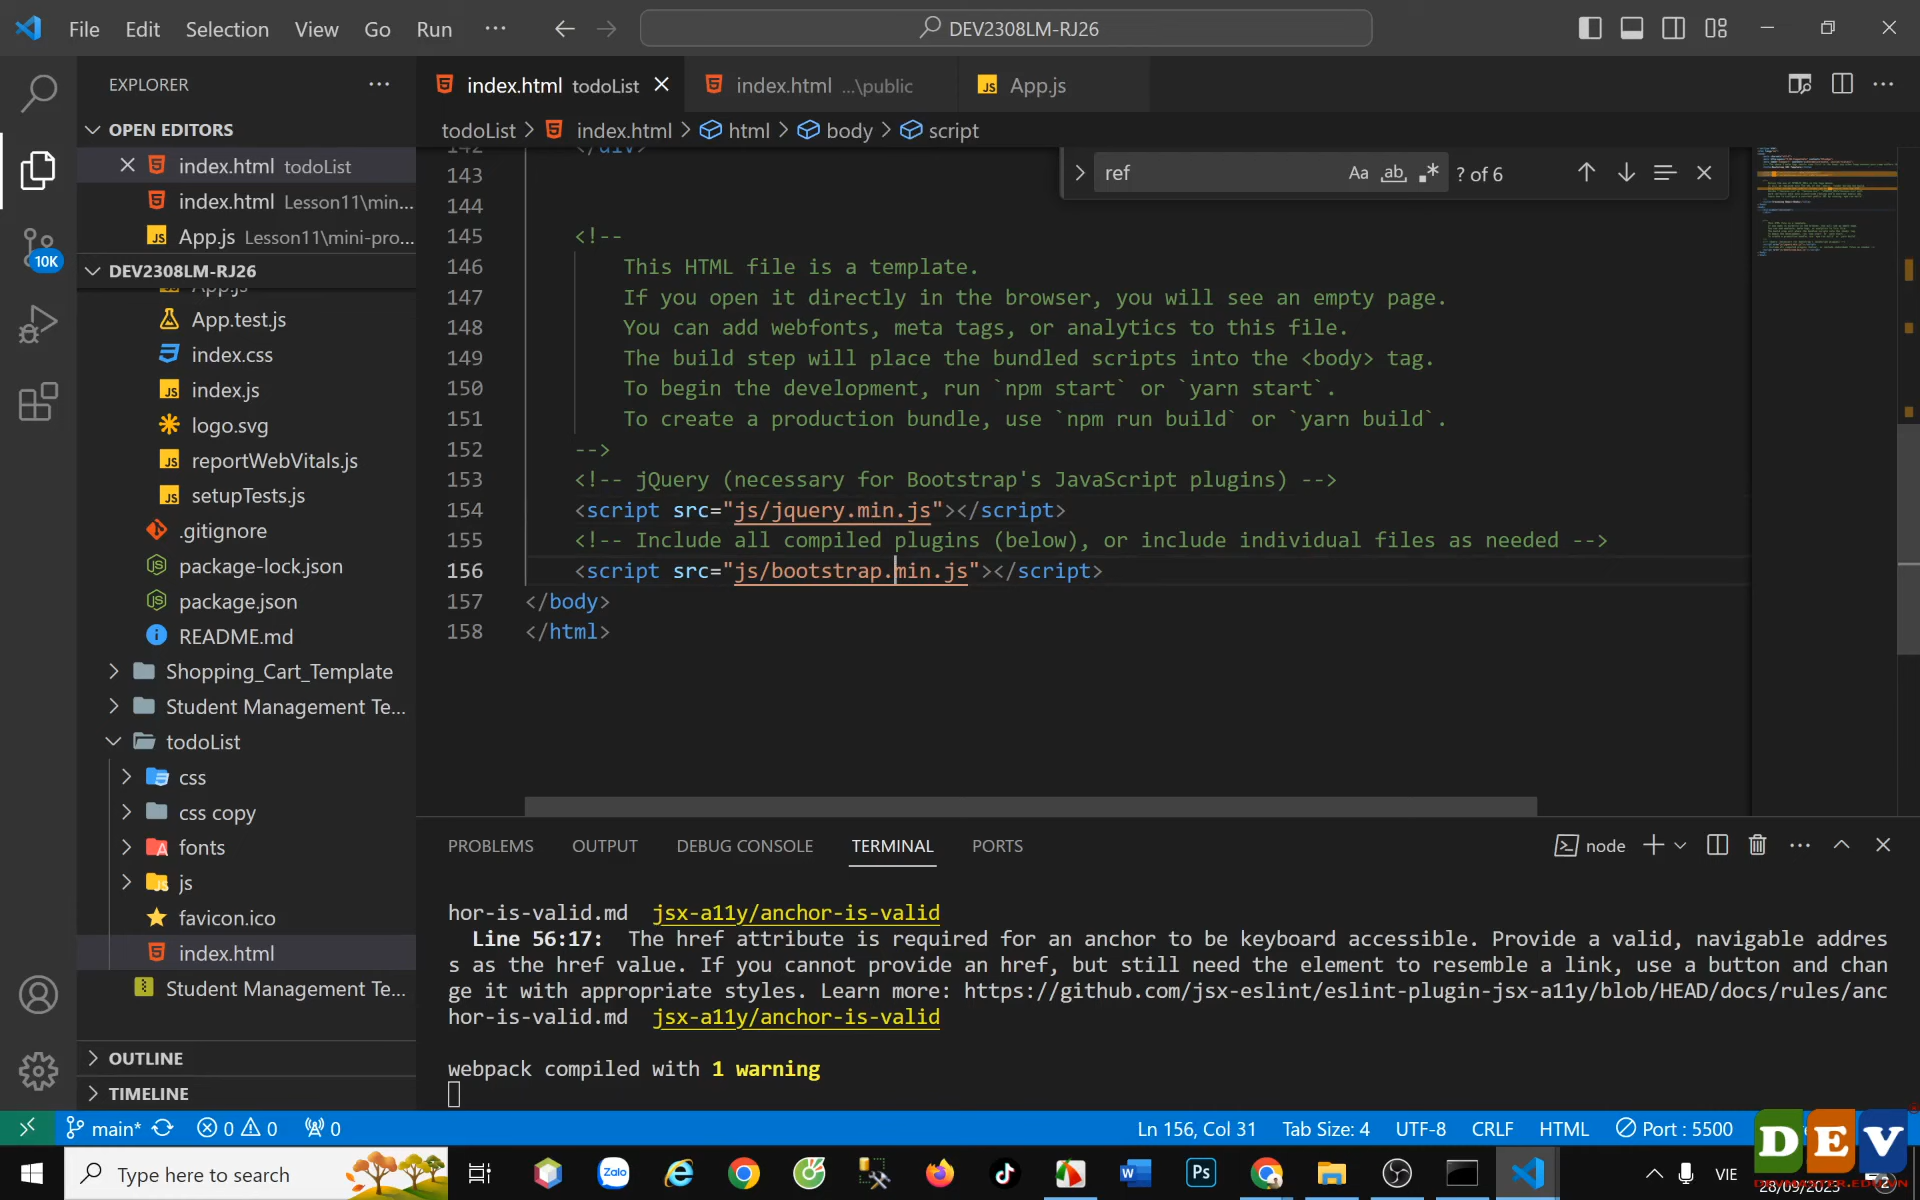 File Edit Selection View Go Run ··· DEV2308LM-RJ26
EXPLORER ···
OPEN EDITORS
index.html todoList
index.html Lesson11\min...
App.js Lesson11\mini-pro...
DEV2308LM-RJ26
App.js
App.test.js
index.css
index.js
logo.svg
reportWebVitals.js
setupTests.js
.gitignore
package-lock.json
package.json
README.md
Shopping_Cart_Template
Student Management Te...
todoList
css
css copy
fonts
js
favicon.ico
index.html
Student Management Te...
OUTLINE
TIMELINE
10K
index.html todoList index.html ...\public App.js
todoList > index.html > html > body > script
ref Aa ab .* ? of 6
142 </div>
143
144
145 <!--
146 This HTML file is a template.
147 If you open it directly in the browser, you will see an empty page.
148 You can add webfonts, meta tags, or analytics to this file.
149 The build step will place the bundled scripts into the <body> tag.
150 To begin the development, run `npm start` or `yarn start`.
151 To create a production bundle, use `npm run build` or `yarn build`.
152 -->
153 <!-- jQuery (necessary for Bootstrap's JavaScript plugins) -->
154 <script src="js/jquery.min.js"></script>
155 <!-- Include all compiled plugins (below), or include individual files as needed -->
156 <script src="js/bootstrap.min.js"></script>
157 </body>
158 </html>
PROBLEMS OUTPUT DEBUG CONSOLE TERMINAL PORTS node
hor-is-valid.md jsx-a11y/anchor-is-valid
Line 56:17: The href attribute is required for an anchor to be keyboard accessible. Provide a valid, navigable addres
s as the href value. If you cannot provide an href, but still need the element to resemble a link, use a button and chan
ge it with appropriate styles. Learn more: https://github.com/jsx-eslint/eslint-plugin-jsx-a11y/blob/HEAD/docs/rules/anc
hor-is-valid.md jsx-a11y/anchor-is-valid
webpack compiled with 1 warning
main* 0 0 0 Ln 156, Col 31 Tab Size: 4 UTF-8 CRLF HTML Port : 5500
DEV
Type here to search Zalo Ps VIE
28/09/2023 2